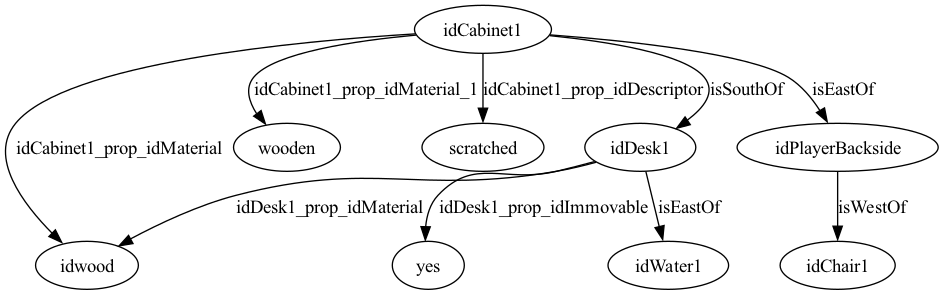 idCabinet1
idCabinet1_prop_idMaterial_1
idCabinet1_prop_idDescriptor
isSouthOf
isEastOf
idCabinet1_prop_idMaterial
wooden
scratched
idDesk1
idPlayerBackside
idDesk1_prop_idMaterial
idDesk1_prop_idImmovable
isEastOf
isWestOf
idwood
yes
idWater1
idChair1